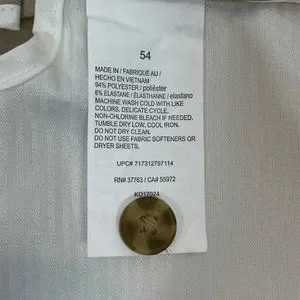 54
MADE IN / FABRIQUÉ AU /
HECHO EN VIETNAM
94% POLYESTER / poliéster
6% ELASTANE / ÉLASTHANNE / elastano
MACHINE WASH COLD WITH LIKE
COLORS. DELICATE CYCLE.
NON-CHLORINE BLEACH IF NEEDED.
TUMBLE DRY LOW. COOL IRON.
DO NOT DRY CLEAN.
DO NOT USE FABRIC SOFTENERS OR
DRYER SHEETS.
UPC# 717312797114
RN# 37763 / CA# 55972
KO17024